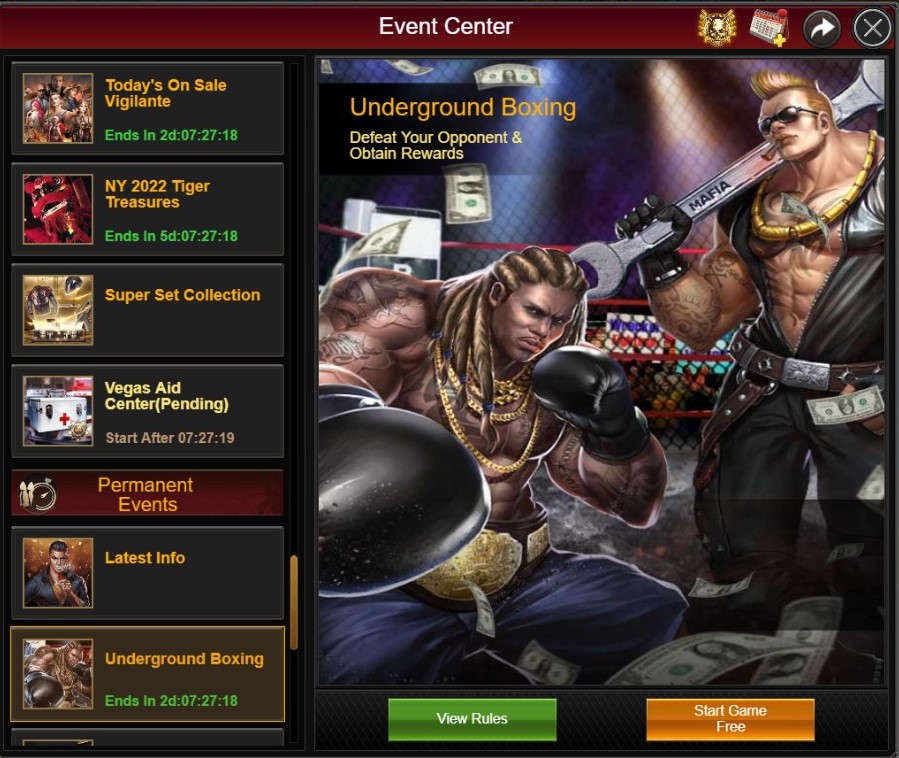 Event Center
Today's On Sale
Vigilante
Ends In 2d:07:27:18
NY 2022 Tiger
Treasures
Ends In 5d:07:27:18
Super Set Collection
Vegas Aid
Center(Pending)
Start After 07:27:19
Permanent
Events
Latest Info
Underground Boxing
Ends In 2d:07:27:18
Underground Boxing
Defeat Your Opponent &
Obtain Rewards
MAFIA
View Rules
Start Game
Free